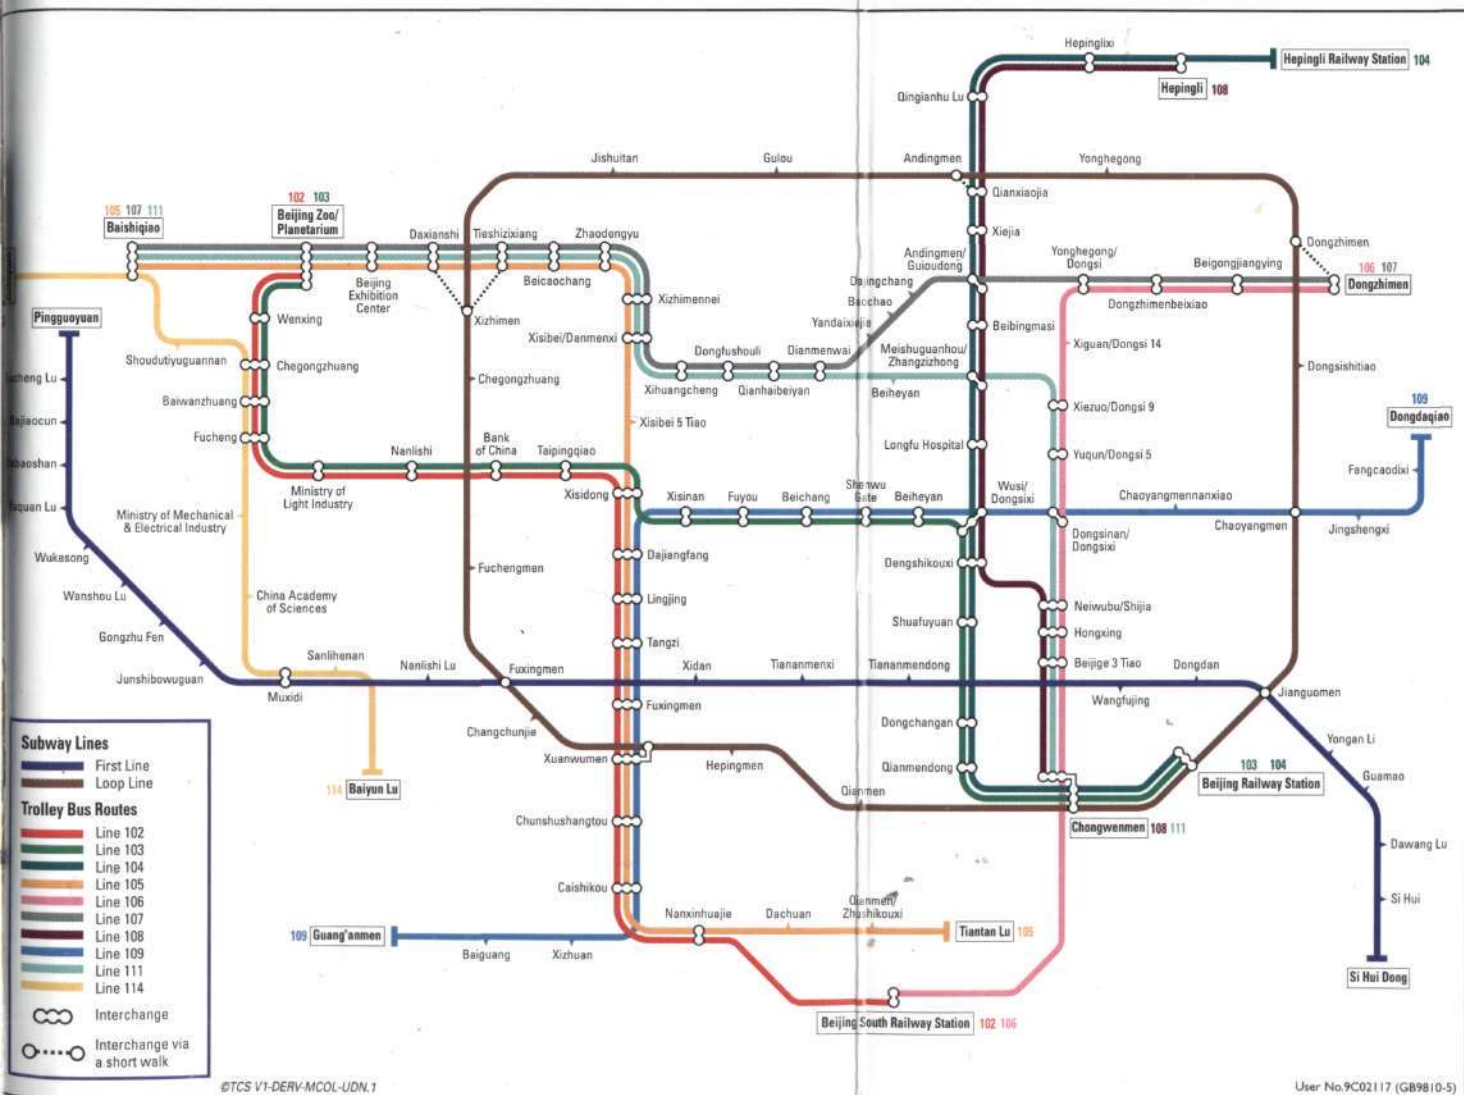 Hepinglixi
Hepingli Railway Station 104
Hepingli 108
Qingianhu Lu
Jishuitan
Gulou
Andingmen
Yonghegong
Qianxiaojia
102 103
Beijing Zoo/
Planetarium
105 107 111
Baishiqiao
Daxianshi
Tieshizixiang
Zhaodengyu
Xiejia
Dongzhimen
Andingmen/
Guioudong
Yonghegong/
Dongsi
Beigongjiangying
106 107
Dongzhimen
Beijing
Exhibition
Center
Beicaochang
Dajingchang
Baochao
Yandaixiejie
Xizhimennei
Dongzhimenbeixiao
Pingguoyuan
Wenxing
Xizhimen
Xisibei/Danmenxi
Beibingmasi
Shoudutiyuguannan
Chegongzhuang
Dongfushouli
Dianmenwai
Meishuguanhou/
Zhangzizhong
Xiguan/Dongsi 14
Dongsishitiao
Chegongzhuang
Xihuangcheng
Qianhaibeiyan
Beiheyan
Baiwanzhuang
Xiezuo/Dongsi 9
109
Dongdaqiao
Xisibei 5 Tiao
Fucheng
Nanlishi
Bank
of China
Taipingqiao
Longfu Hospital
Yuqun/Dongsi 5
Fangcaodixi
Ministry of
Light Industry
Xisidong
Xisinan
Fuyou
Beichang
Shenwu
Gate
Beiheyan
Wusi/
Dongsixi
Chaoyangmennanxiao
Ministry of Mechanical
& Electrical Industry
Chaoyangmen
Jingshengxi
Dongsinan/
Dongsixi
Wukesong
Dajiangfang
Fuchengmen
Dengshikouxi
Wanshou Lu
China Academy
of Sciences
Lingjing
Neiwubu/Shijia
Gongzhu Fen
Tangzi
Shuafuyuan
Hongxing
Junshibowuguan
Sanlihenan
Nanlishi Lu
Fuxingmen
Xidan
Tiananmenxi
Tiananmendong
Beijige 3 Tiao
Dongdan
Muxidi
Fuxingmen
Wangfujing
Jianguomen
Changchunjie
Dongchangan
Yongan Li
Xuanwumen
Hepingmen
Qianmendong
Guamao
103 104
Beijing Railway Station
114 Baiyun Lu
Qianmen
Chongwenmen 108 111
Chunshushangtou
Dawang Lu
Caishikou
Si Hui
Nanxinhuajie
Dachuan
Qianmen/
Zhushikouxi
Tiantan Lu 105
109 Guang'anmen
Baiguang
Xizhuan
Si Hui Dong
Beijing South Railway Station 102 106
Subway Lines
First Line
Loop Line
Trolley Bus Routes
Line 102
Line 103
Line 104
Line 105
Line 106
Line 107
Line 108
Line 109
Line 111
Line 114
Interchange
Interchange via
a short walk
©TCS V1-DERV-MCOL-UDN.1
User No.9C02117 (GB9810-5)